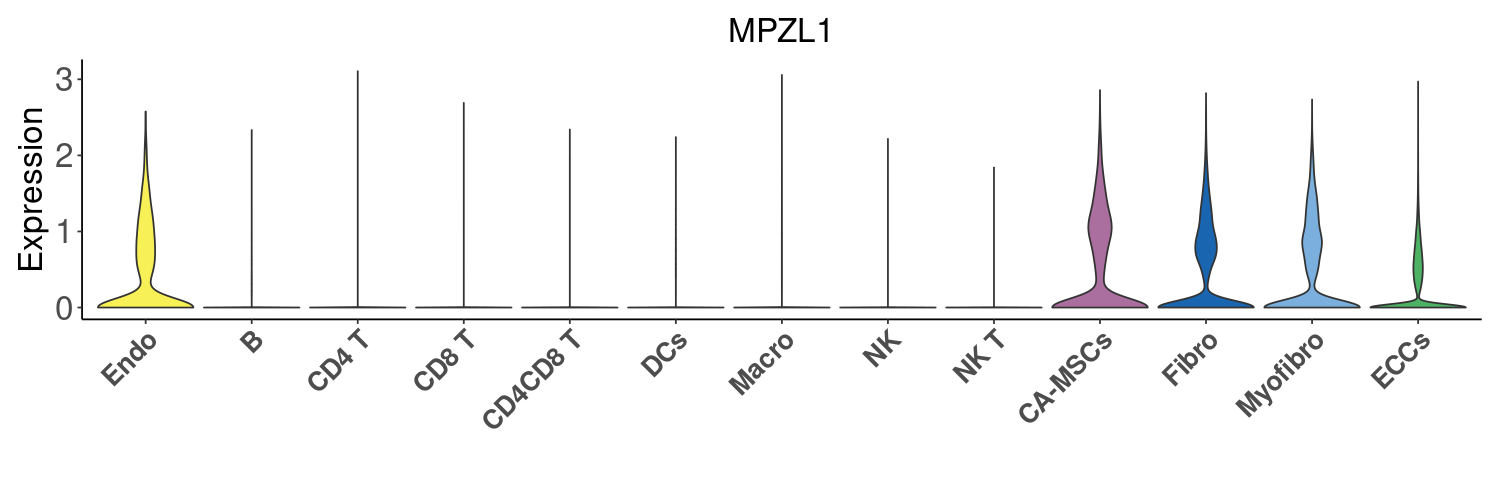 MPZL1
Expression
3
2
1
0
Endo
B
CD4 T
CD8 T
CD4CD8 T
DCs
Macro
NK
NK T
CA-MSCs
Fibro
Myofibro
ECCs